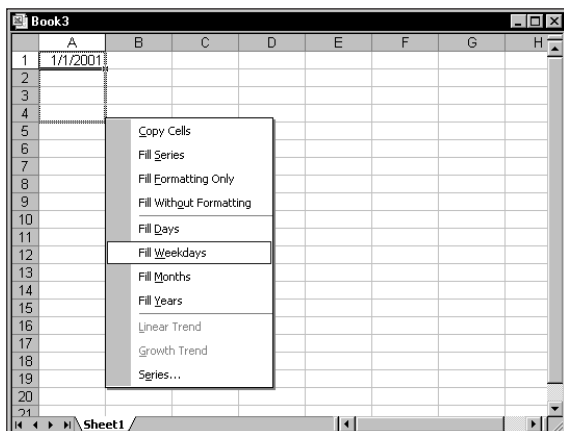 Book3
A B C D E F G H
1 1/1/2001
2
3
4
5
6
7
8
9
10
11
12
13
14
15
16
17
18
19
20
21
Copy Cells
Fill Series
Fill Formatting Only
Fill Without Formatting
Fill Days
Fill Weekdays
Fill Months
Fill Years
Linear Trend
Growth Trend
Series...
Sheet1